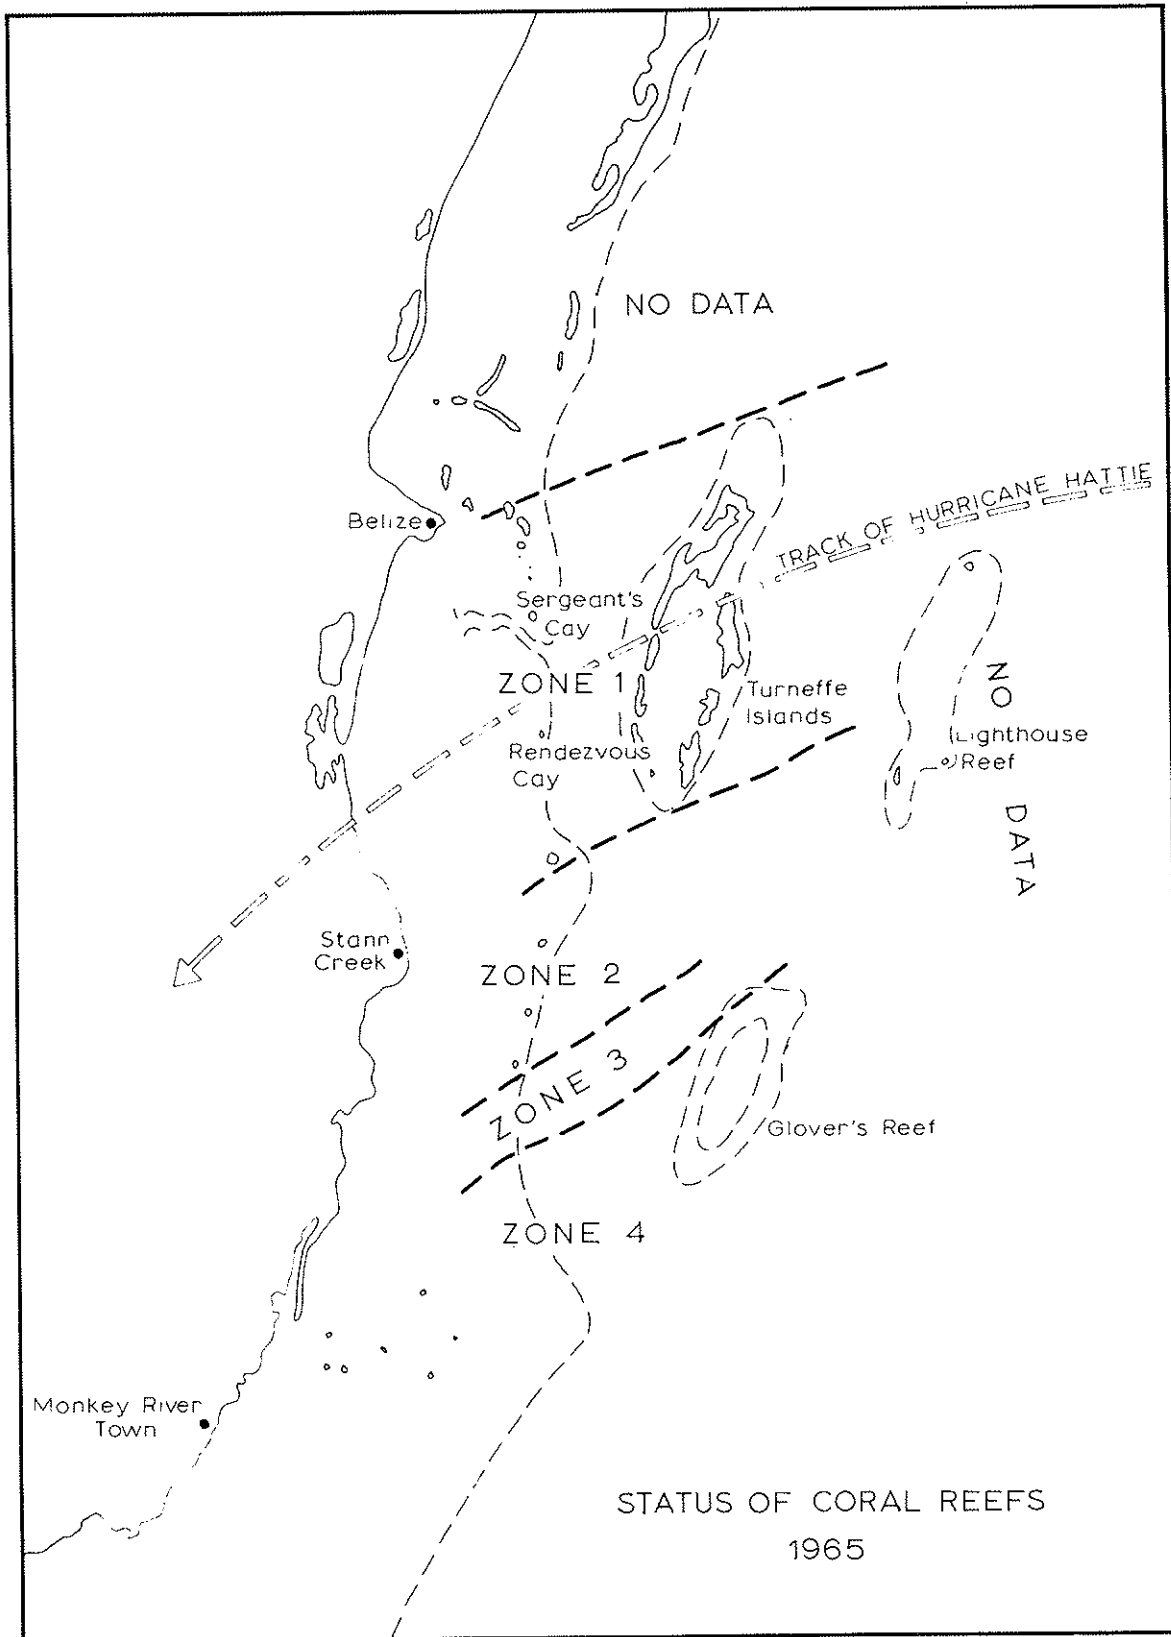 NO DATA
TRACK OF HURRICANE HATTIE
Belize
Sergeant's
Cay
ZONE 1
Turneffe
Islands
NO
DATA
Rendezvous
Cay
Lighthouse
Reef
Stann
Creek
ZONE 2
ZONE 3
Glover's Reef
ZONE 4
Monkey River
Town
STATUS OF CORAL REEFS
1965